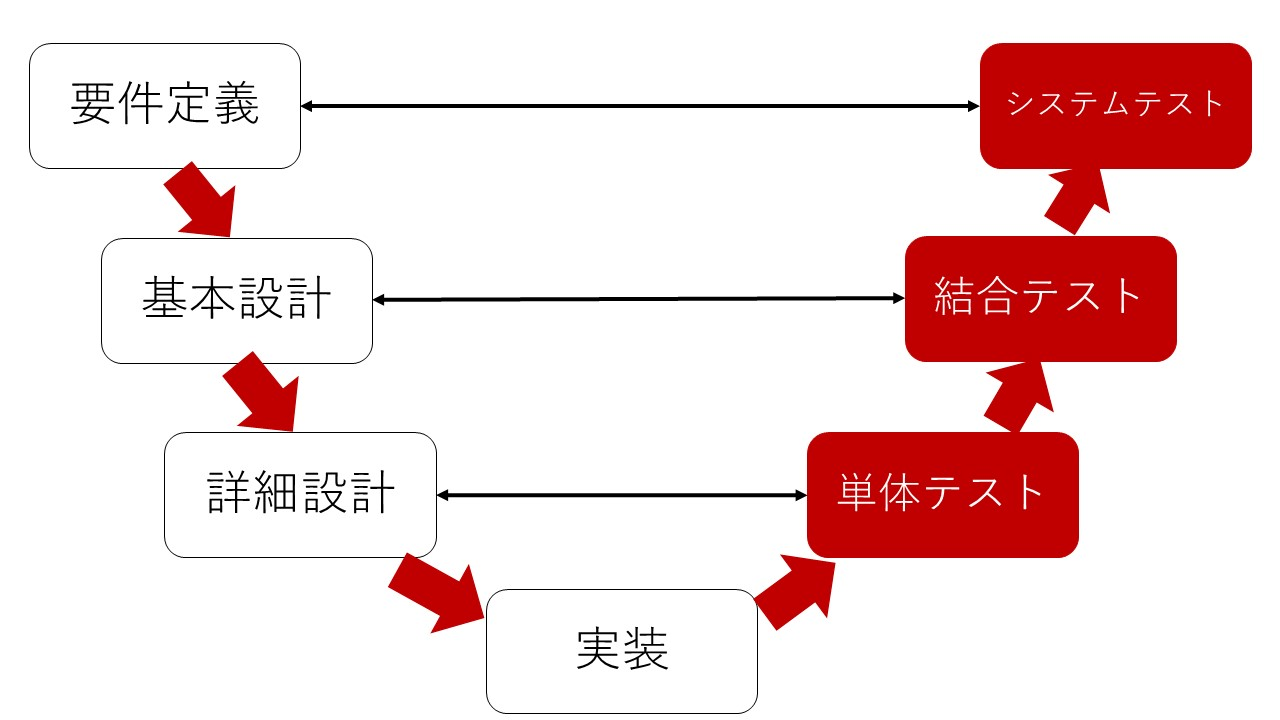 要件定義
システムテスト
基本設計
結合テスト
詳細設計
単体テスト
実装